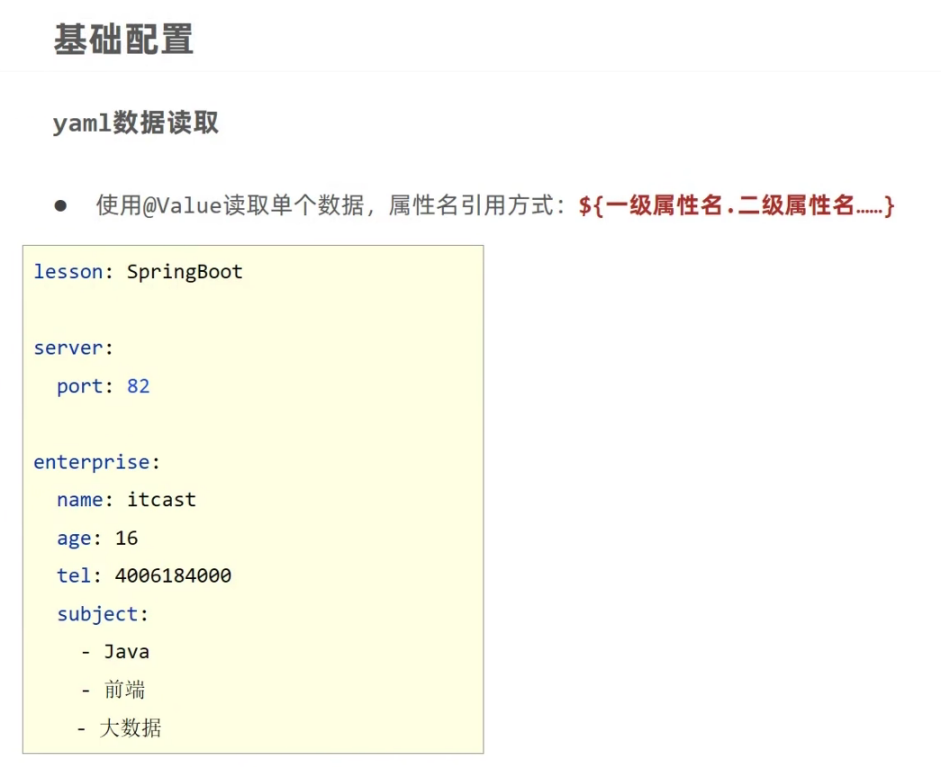 基础配置
yaml数据读取
● 使用@Value读取单个数据，属性名引用方式：${一级属性名.二级属性名……}
lesson: SpringBoot
server:
  port: 82
enterprise:
  name: itcast
  age: 16
  tel: 4006184000
  subject:
    - Java
    - 前端
    - 大数据